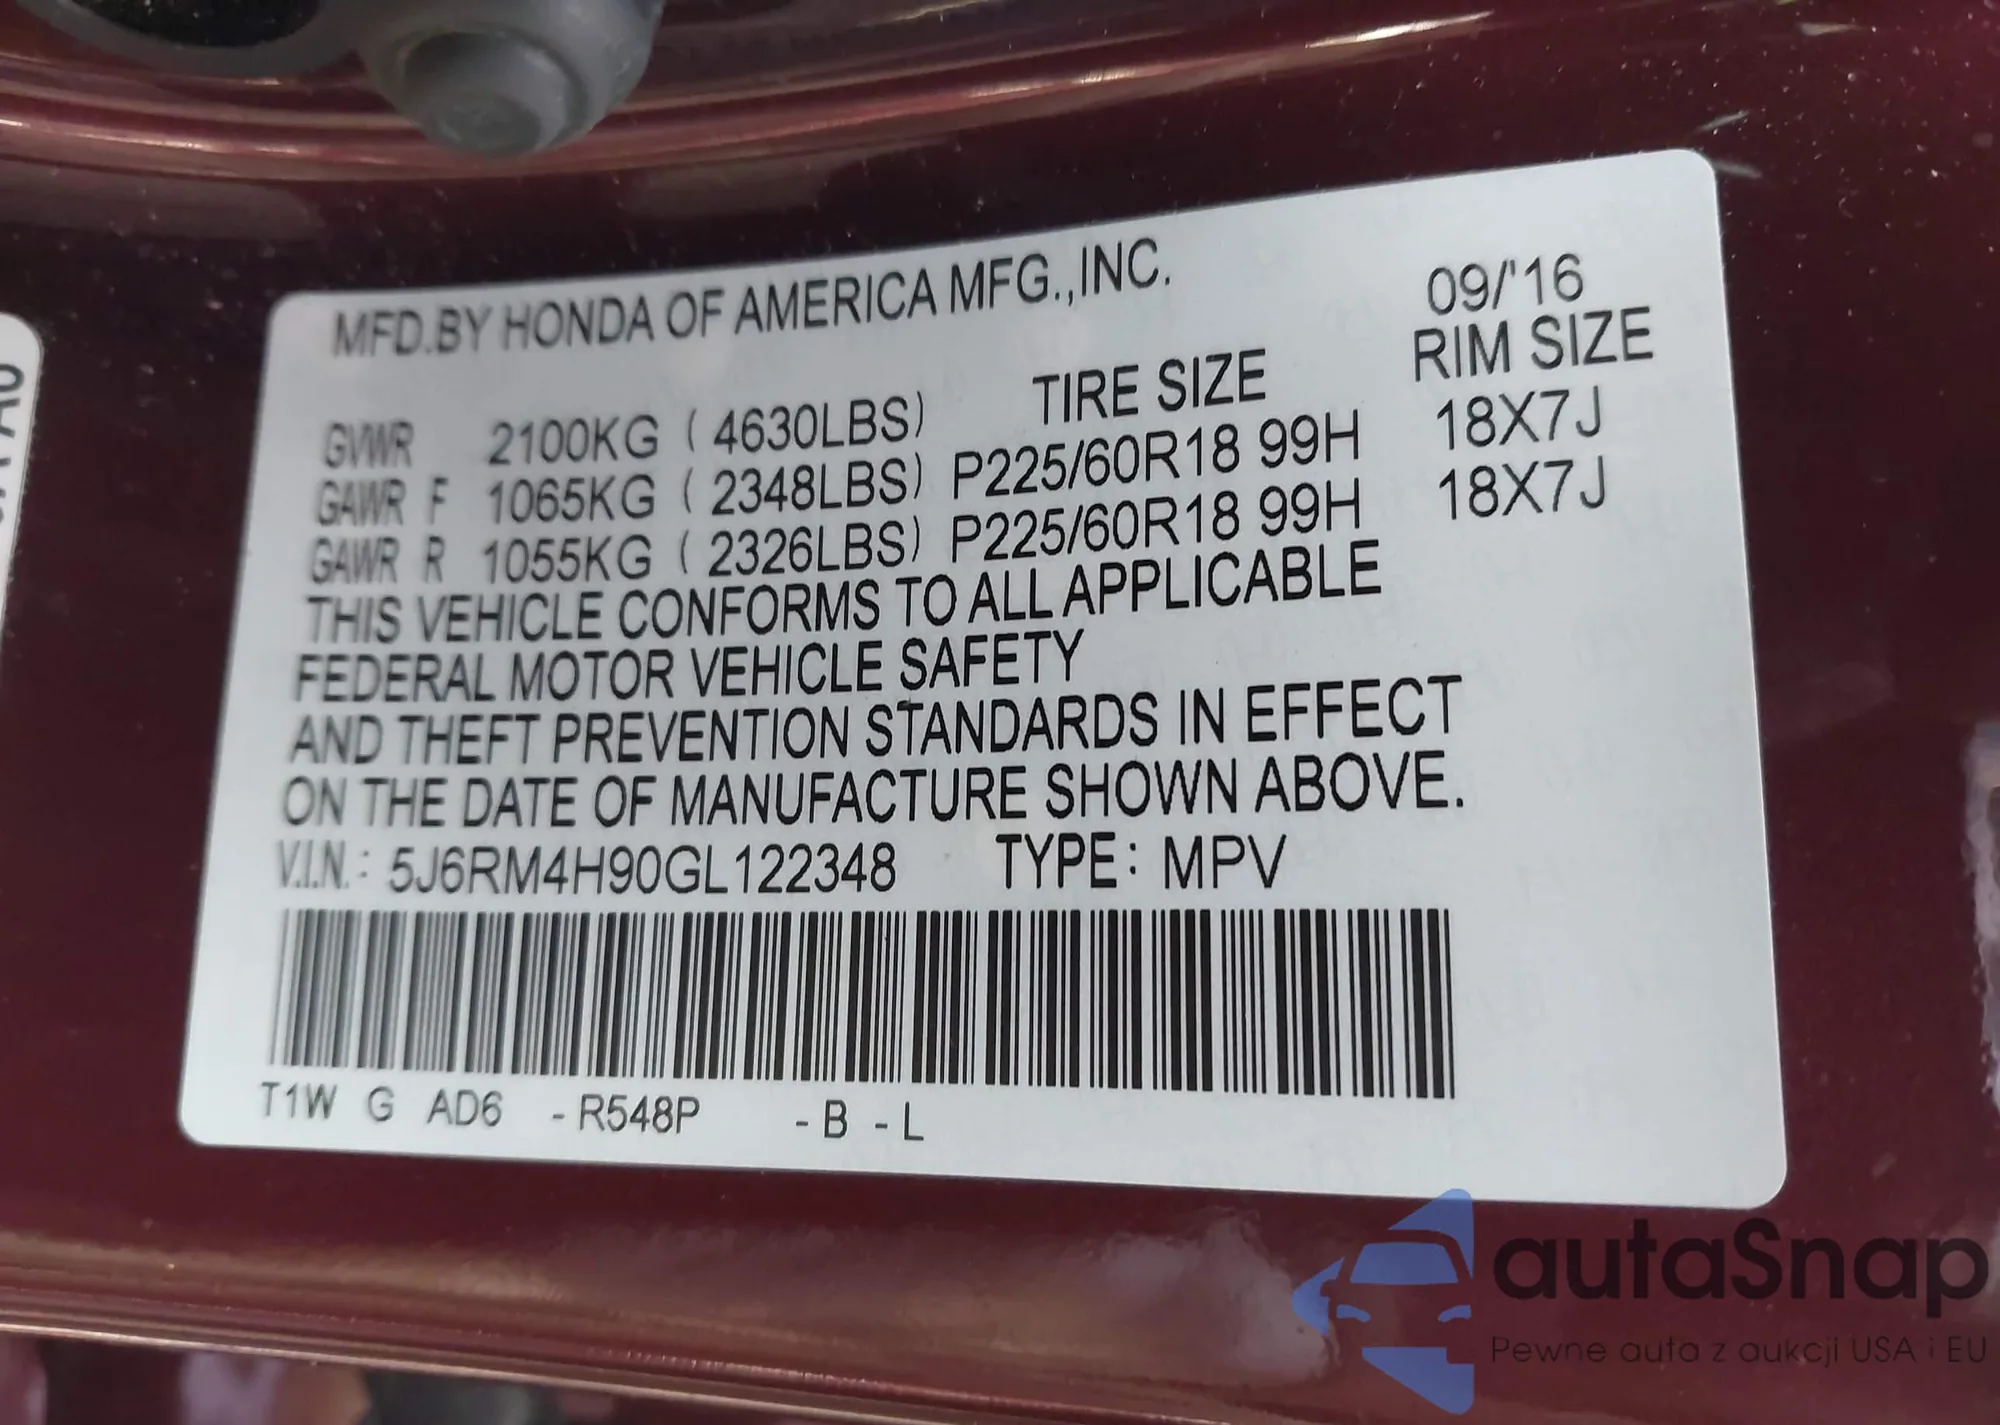 MFD.BY HONDA OF AMERICA MFG.,INC. 09/'16
TIRE SIZE RIM SIZE
GVWR 2100KG ( 4630LBS)
GAWR F 1065KG ( 2348LBS) P225/60R18 99H 18X7J
GAWR R 1055KG ( 2326LBS) P225/60R18 99H 18X7J
THIS VEHICLE CONFORMS TO ALL APPLICABLE
FEDERAL MOTOR VEHICLE SAFETY
AND THEFT PREVENTION STANDARDS IN EFFECT
ON THE DATE OF MANUFACTURE SHOWN ABOVE.
V.I.N.: 5J6RM4H90GL122348 TYPE: MPV
T1W G AD6 -R548P -B -L
autaSnap
Pewne auta z aukcji USA i EU